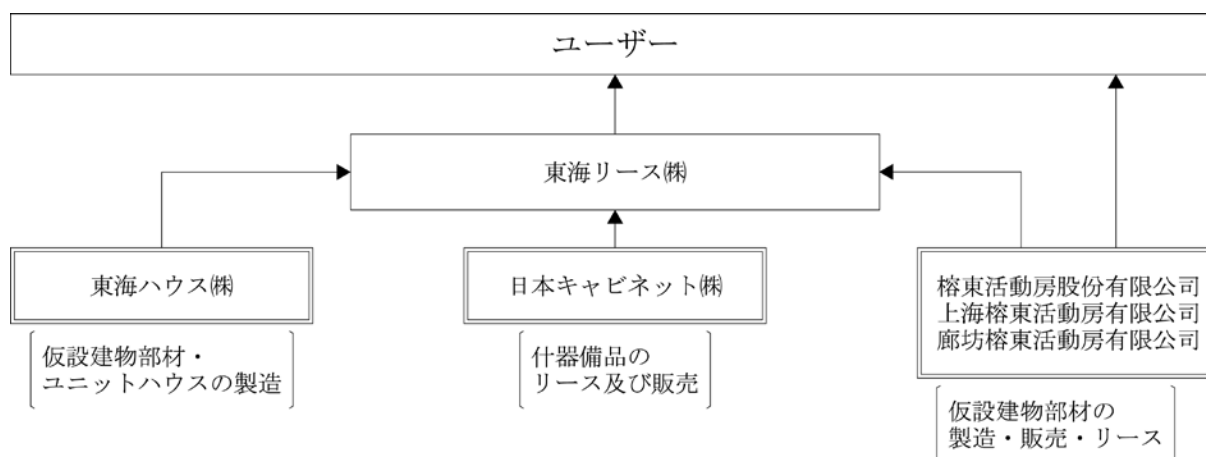 ユーザー
東海リース㈱
東海ハウス㈱
仮設建物部材・
ユニットハウスの製造
日本キャビネット㈱
什器備品の
リース及び販売
榕東活動房股份有限公司
上海榕東活動房有限公司
廊坊榕東活動房有限公司
仮設建物部材の
製造・販売・リース